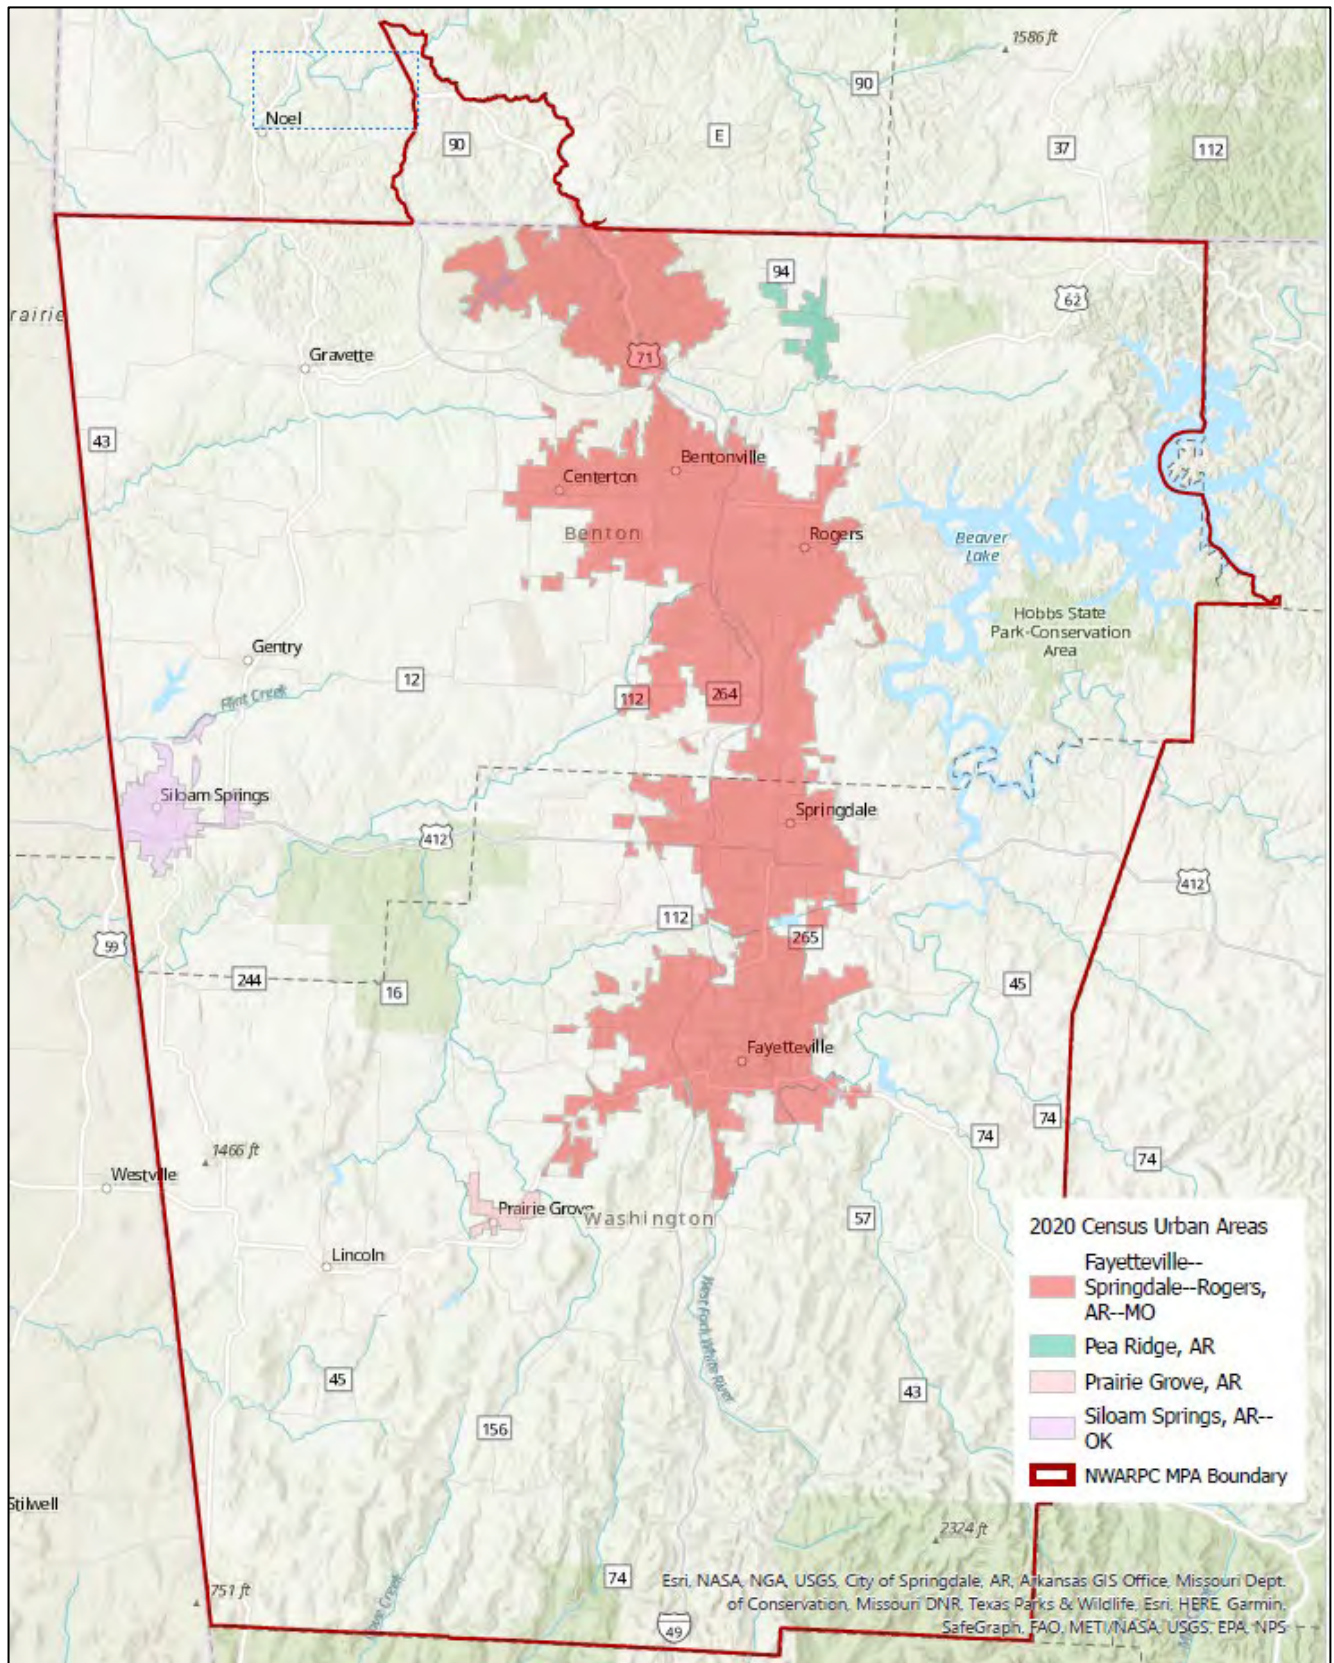 1586 ft
90
Noel
E
90
37
112
94
62
rairie
71
Gravette
43
Bentonville
Centerton
Benton
Rogers
Beaver
Lake
Hobbs State
Park-Conservation
Area
Gentry
12
Flint Creek
112
264
Siloam Springs
Springdale
412
412
112
265
59
244
16
45
Fayetteville
74
74
74
1466 ft
Westville
Prairie Grove
Washington
57
Lincoln
West Fork White River
45
43
156
2020 Census Urban Areas
Fayetteville--
Springdale--Rogers,
AR--MO
Pea Ridge, AR
Prairie Grove, AR
Siloam Springs, AR--
OK
NWARPC MPA Boundary
Stilwell
2324 ft
751 ft
74
49
Creek
Esri, NASA, NGA, USGS, City of Springdale, AR, Arkansas GIS Office, Missouri Dept.
of Conservation, Missouri DNR, Texas Parks & Wildlife, Esri, HERE, Garmin,
SafeGraph, FAO, METI/NASA, USGS, EPA, NPS